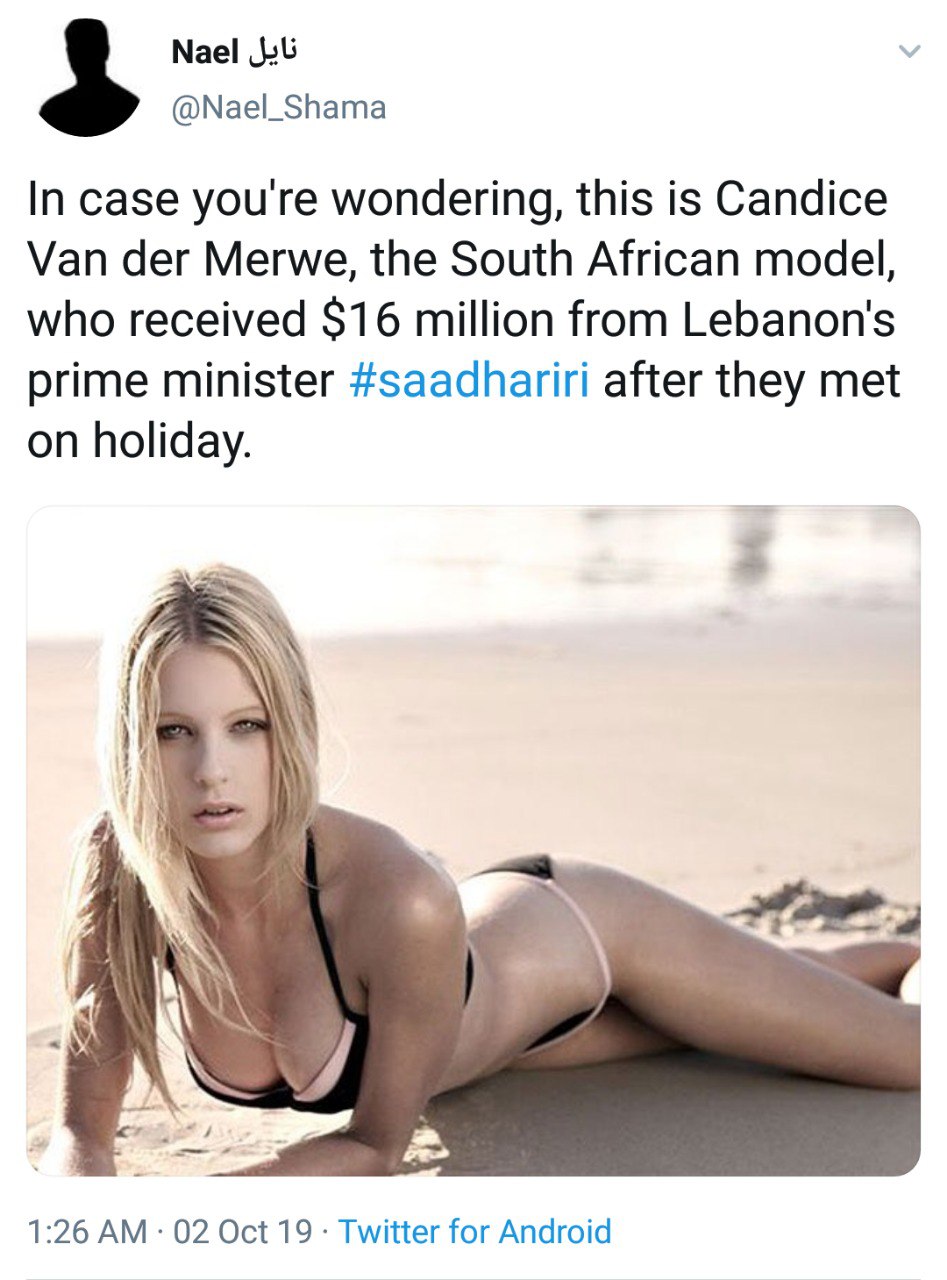 Nael نايل
@Nael_Shama
In case you're wondering, this is Candice
Van der Merwe, the South African model,
who received $16 million from Lebanon's
prime minister #saadhariri after they met
on holiday.
1:26 AM · 02 Oct 19 · Twitter for Android